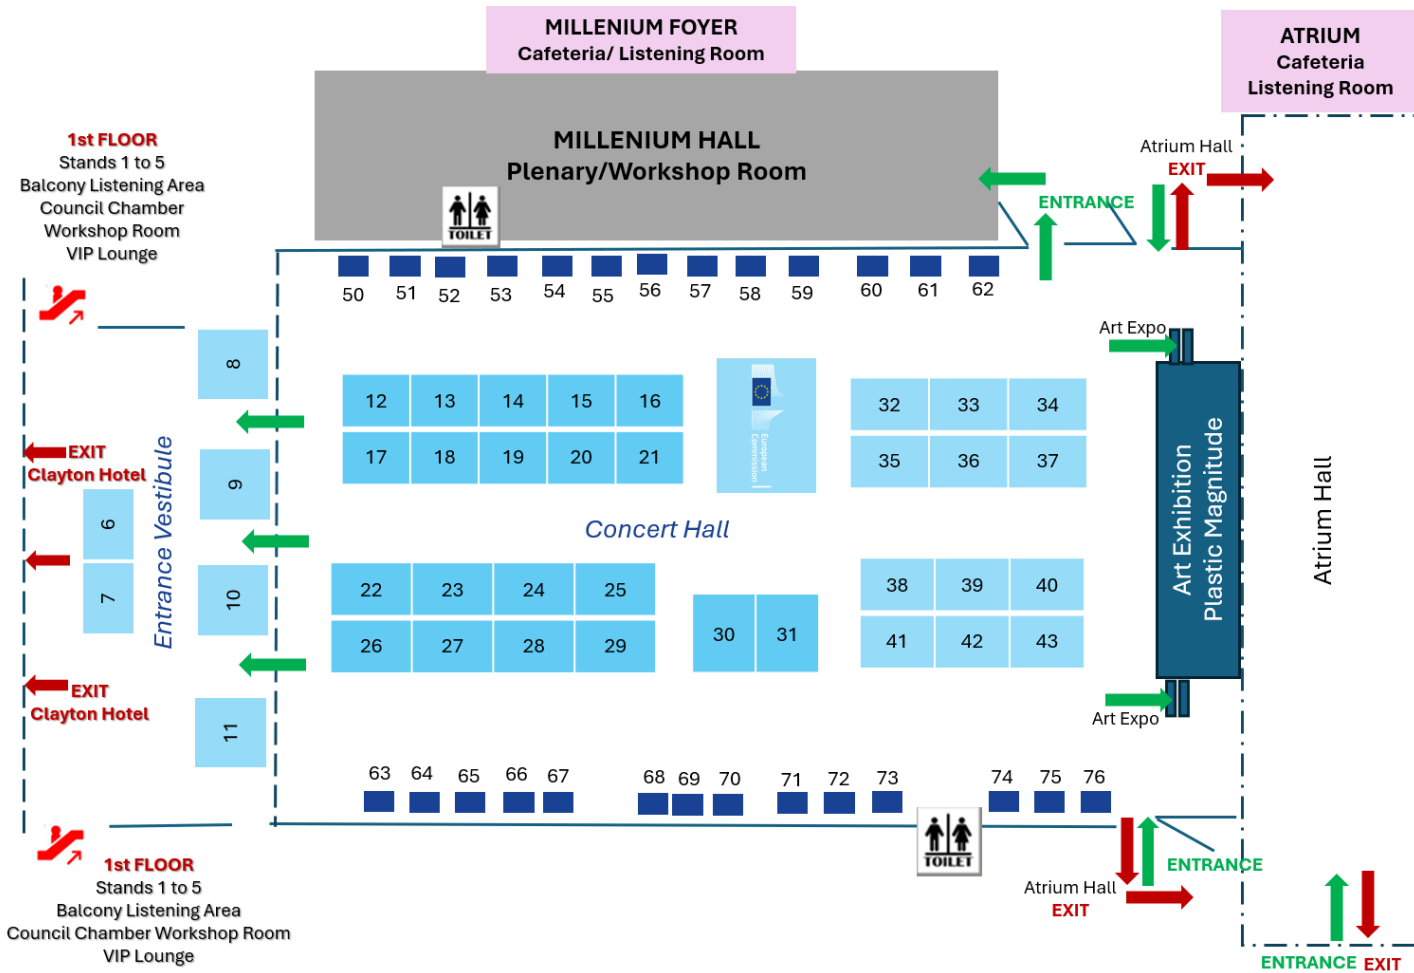 MILLENIUM FOYER
Cafeteria/ Listening Room
ATRIUM
Cafeteria
Listening Room
MILLENIUM HALL
Plenary/Workshop Room
1st FLOOR
Stands 1 to 5
Balcony Listening Area
Council Chamber
Workshop Room
VIP Lounge
Atrium Hall
EXIT
ENTRANCE
TOILET
50
51
52
53
54
55
56
57
58
59
60
61
62
Art Expo
8
12
13
14
15
16
European
Commission
32
33
34
17
18
19
20
21
35
36
37
EXIT
Clayton Hotel
9
6
7
10
11
Entrance Vestibule
Concert Hall
Art Exhibition
Plastic Magnitude
Atrium Hall
22
23
24
25
26
27
28
29
30
31
38
39
40
41
42
43
EXIT
Clayton Hotel
Art Expo
63
64
65
66
67
68
69
70
71
72
73
74
75
76
TOILET
1st FLOOR
Stands 1 to 5
Balcony Listening Area
Council Chamber Workshop Room
VIP Lounge
ENTRANCE
Atrium Hall
EXIT
ENTRANCE
EXIT